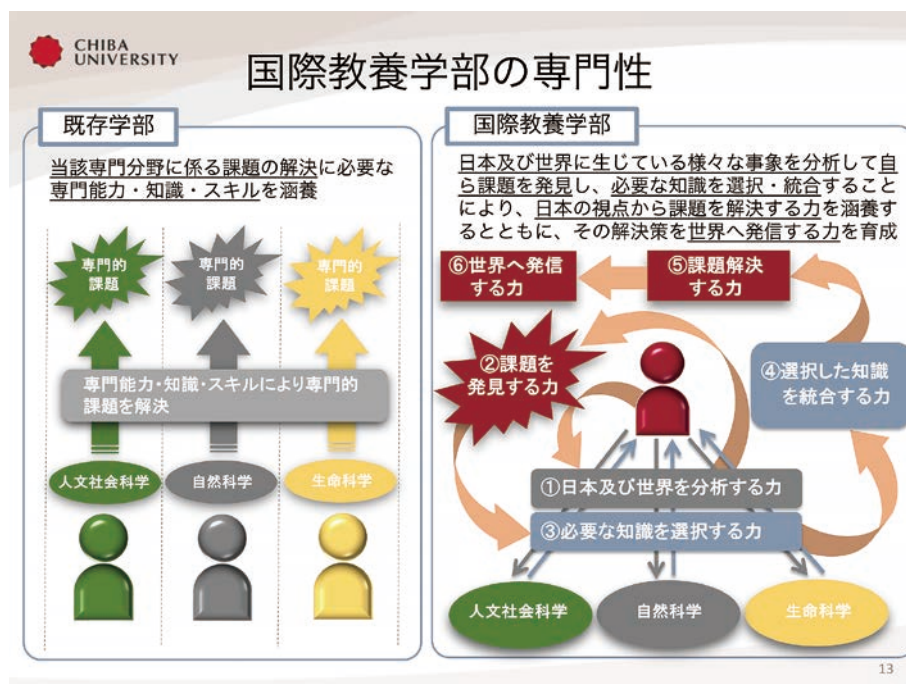 CHIBA
UNIVERSITY
国際教養学部の専門性
既存学部
当該専門分野に係る課題の解決に必要な
専門能力・知識・スキルを涵養
専門的
課題
専門的
課題
専門的
課題
専門能力・知識・スキルにより専門的
課題を解決
人文社会科学
自然科学
生命科学
国際教養学部
日本及び世界に生じている様々な事象を分析して自
ら課題を発見し、必要な知識を選択・統合すること
により、日本の視点から課題を解決する力を涵養す
るとともに、その解決策を世界へ発信する力を育成
⑥世界へ発信
する力
⑤課題解決
する力
②課題を
発見する力
④選択した知識
を統合する力
①日本及び世界を分析する力
③必要な知識を選択する力
人文社会科学
自然科学
生命科学
13